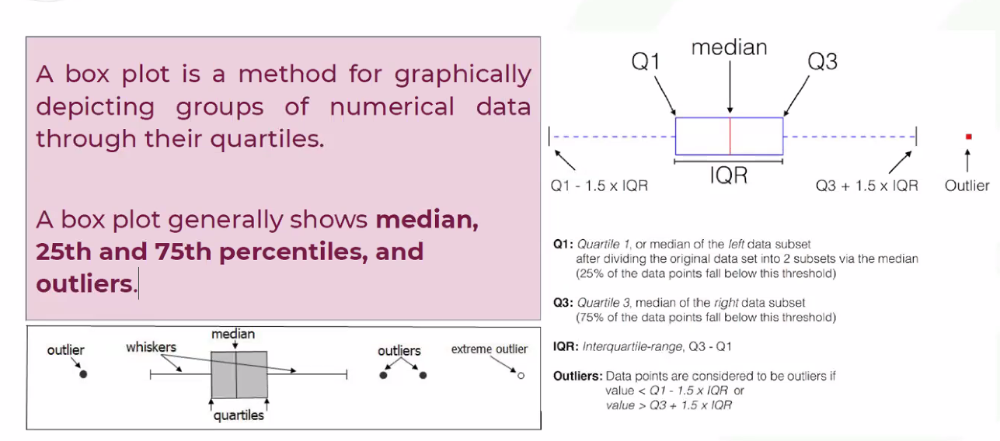 A box plot is a method for graphically
depicting groups of numerical data
through their quartiles.
A box plot generally shows median,
25th and 75th percentiles, and
outliers.
outlier
whiskers
median
outliers
extreme outlier
quartiles
Q1
median
Q3
IQR
Q1 - 1.5 x IQR
Q3 + 1.5 x IQR
Outlier
Q1: Quartile 1, or median of the left data subset
after dividing the original data set into 2 subsets via the median
(25% of the data points fall below this threshold)
Q3: Quartile 3, median of the right data subset
(75% of the data points fall below this threshold)
IQR: Interquartile-range, Q3 - Q1
Outliers: Data points are considered to be outliers if
value < Q1 - 1.5 x IQR or
value > Q3 + 1.5 x IQR